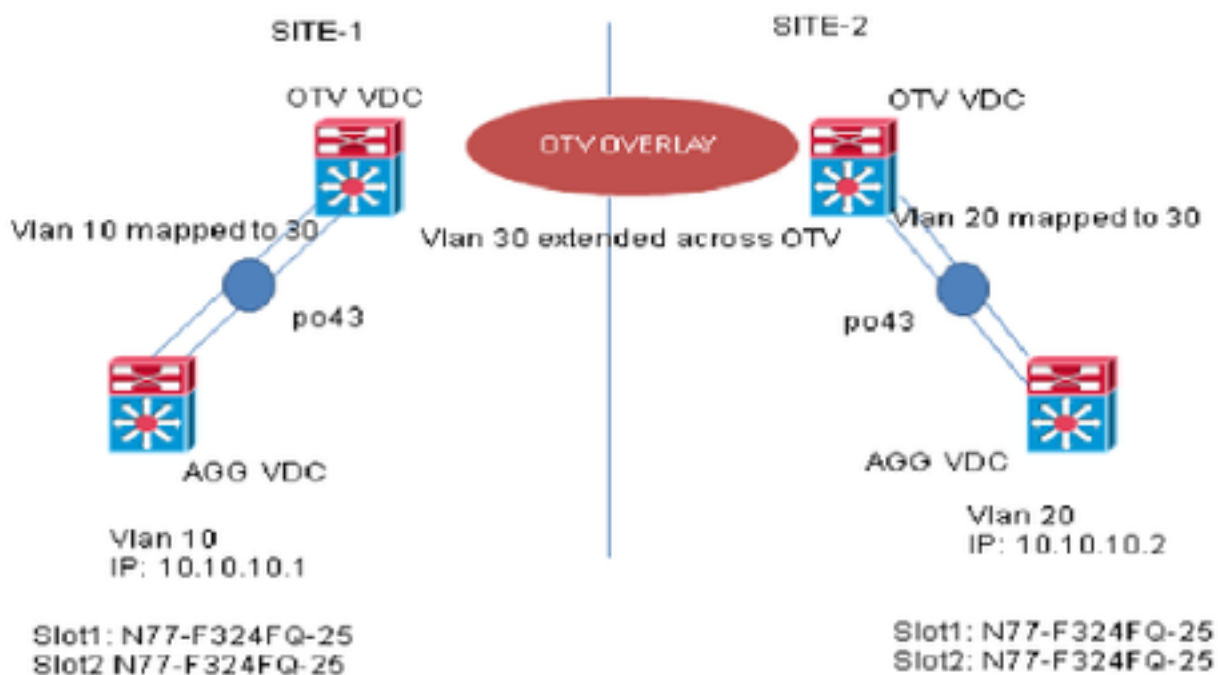 SITE-1
SITE-2
OTV VDC
OTV VDC
OTV OVERLAY
Vlan 10 mapped to 30
Vlan 30 extended across OTV
Vlan 20 mapped to 30
po43
po43
AGG VDC
AGG VDC
Vlan 10
IP: 10.10.10.1
Vlan 20
IP: 10.10.10.2
Slot1: N77-F324FQ-25
Slot2 N77-F324FQ-25
Slot1: N77-F324FQ-25
Slot2: N77-F324FQ-25